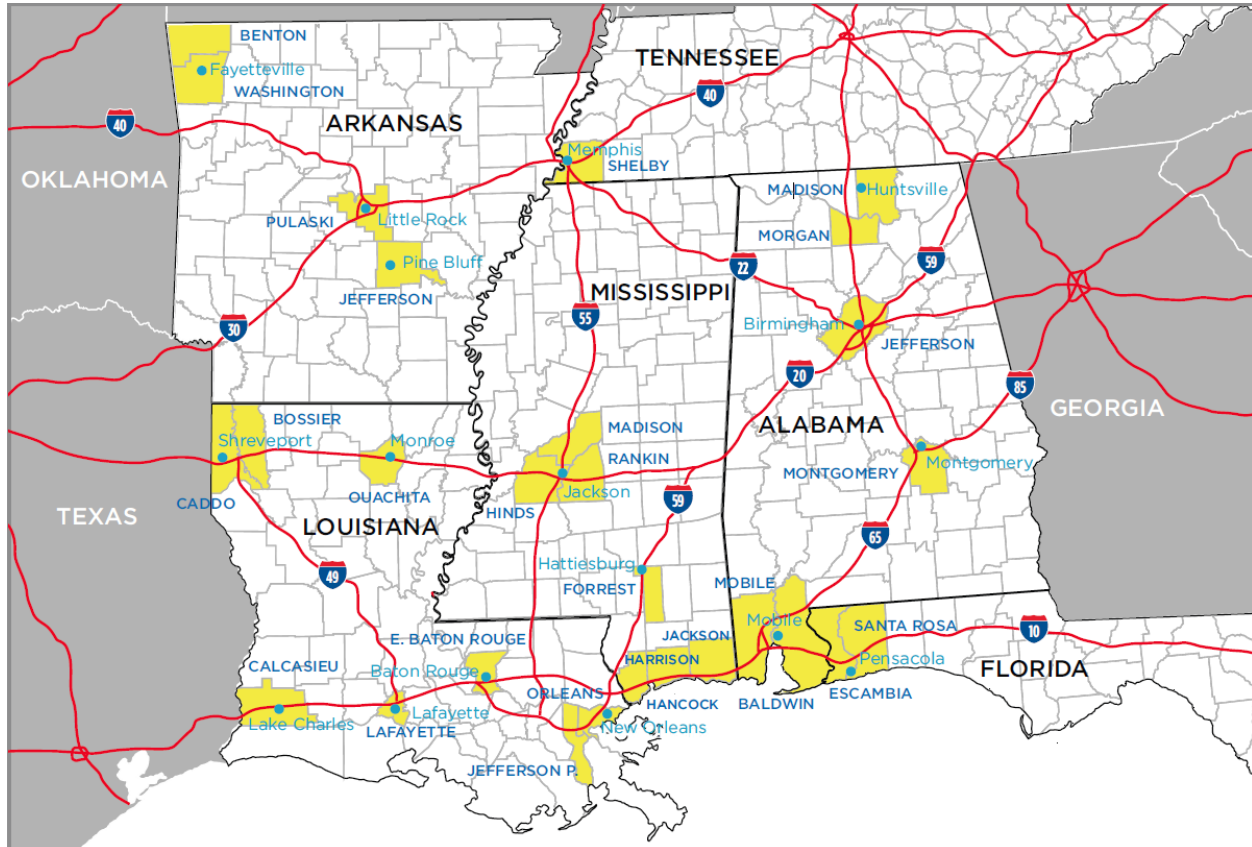 BENTON
Fayetteville
WASHINGTON
TENNESSEE
40
40
ARKANSAS
OKLAHOMA
Memphis
SHELBY
MADISON
Huntsville
PULASKI
Little Rock
MORGAN
Pine Bluff
59
22
JEFFERSON
MISSISSIPPI
30
55
Birmingham
JEFFERSON
20
85
GEORGIA
BOSSIER
Shreveport
Monroe
MADISON
RANKIN
ALABAMA
MONTGOMERY
Montgomery
CADDO
OUACHITA
Jackson
HINDS
TEXAS
LOUISIANA
59
65
Hattiesburg
FORREST
49
MOBILE
Mobile
E. BATON ROUGE
JACKSON
SANTA ROSA
10
CALCASIEU
Baton Rouge
HARRISON
Pensacola
FLORIDA
ORLEANS
HANCOCK
BALDWIN
ESCAMBIA
Lake Charles
Lafayette
LAFAYETTE
New Orleans
JEFFERSON P.